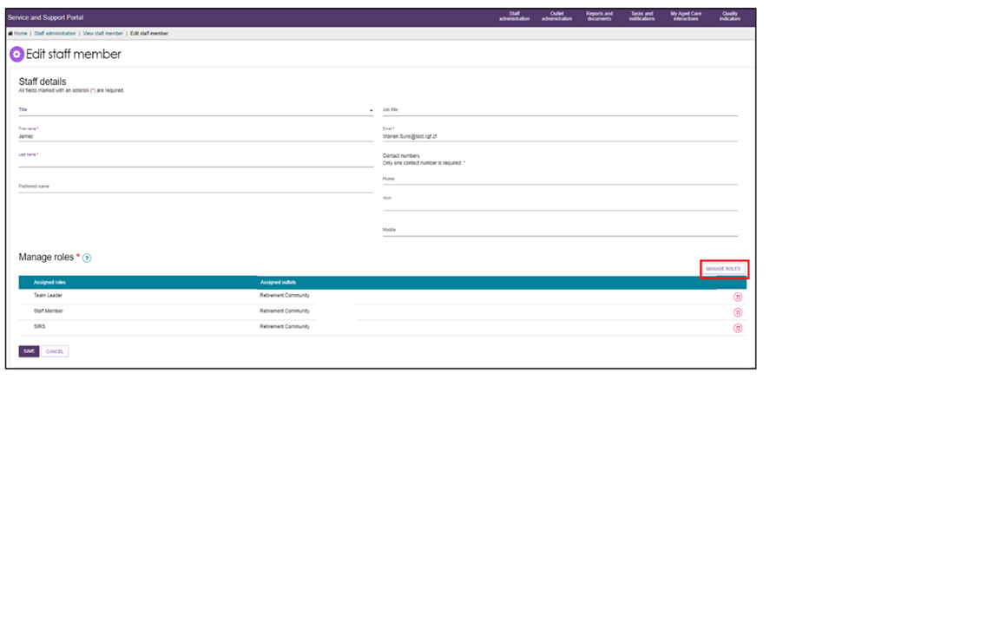 Service and Support Portal
Staff administration
Outlet administration
Reports and documents
Tasks and notifications
My Aged Care interactions
Quality indicators
Home | Staff administration | View staff member | Edit staff member
Edit staff member
Staff details
All fields marked with an asterisk (*) are required.
Title
Job title
First name *
James
Email *
Warren.Suns@test.cgf.zf
Last name *
Contact numbers
Only one contact number is required. *
Home
Preferred name
Work
Mobile
Manage roles * ?
MANAGE ROLES
Assigned roles Assigned outlets
Team Leader Retirement Community
Staff Member Retirement Community
SIRS Retirement Community
SAVE CANCEL